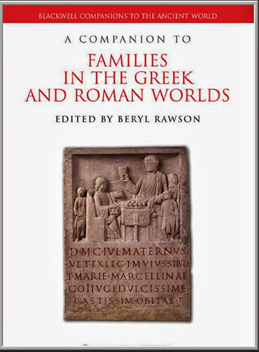 BLACKWELL COMPANIONS TO THE ANCIENT WORLD
A COMPANION TO
FAMILIES
IN THE GREEK
AND ROMAN WORLDS
EDITED BY BERYL RAWSON
D·M·C·IVL·MATERNVS
VET·EX·LEG·I·M·VIVVS·SIBI
ET·MARIE·MARCELLINAE
COIIVGI·DVLCISSIME
CASTISSIM·OBITAE